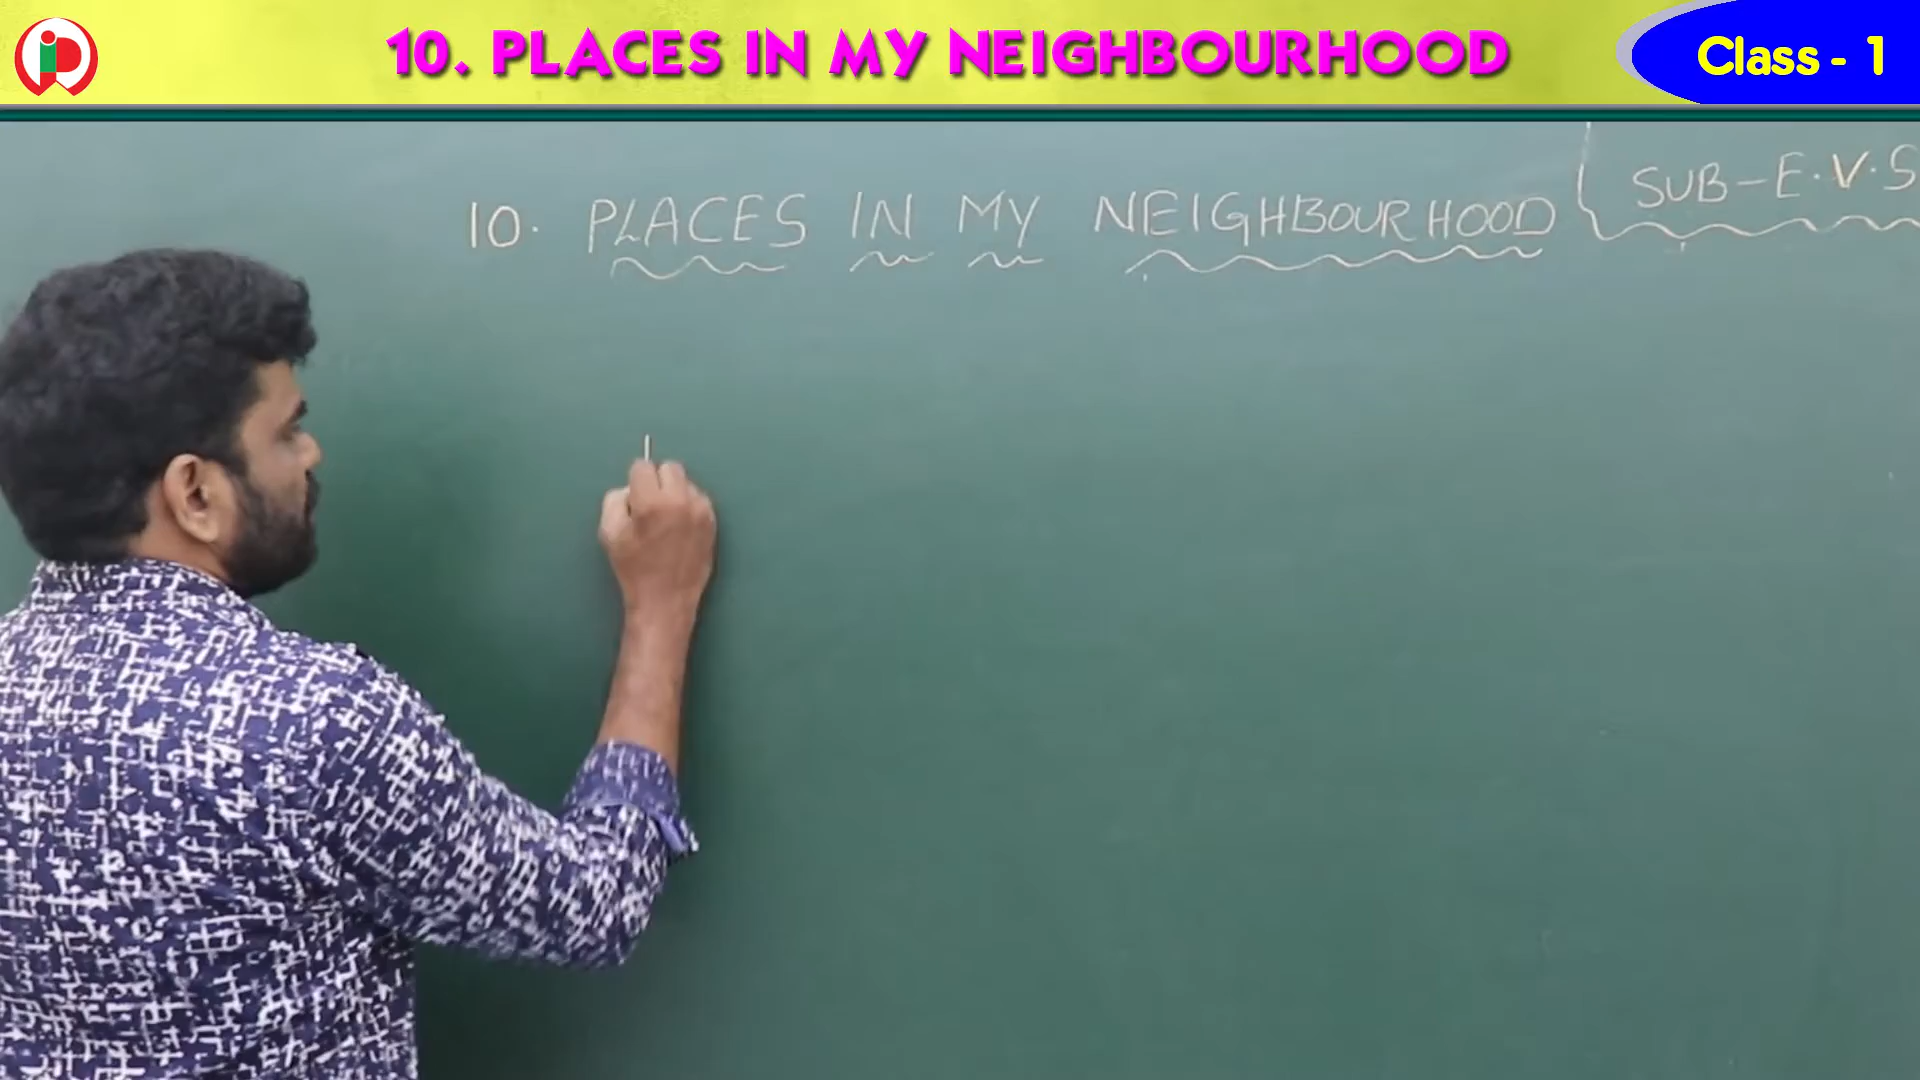 10. PLACES IN MY NEIGHBOURHOOD
Class - 1
10. PLACES IN MY NEIGHBOURHOOD
SUB-E.V.S